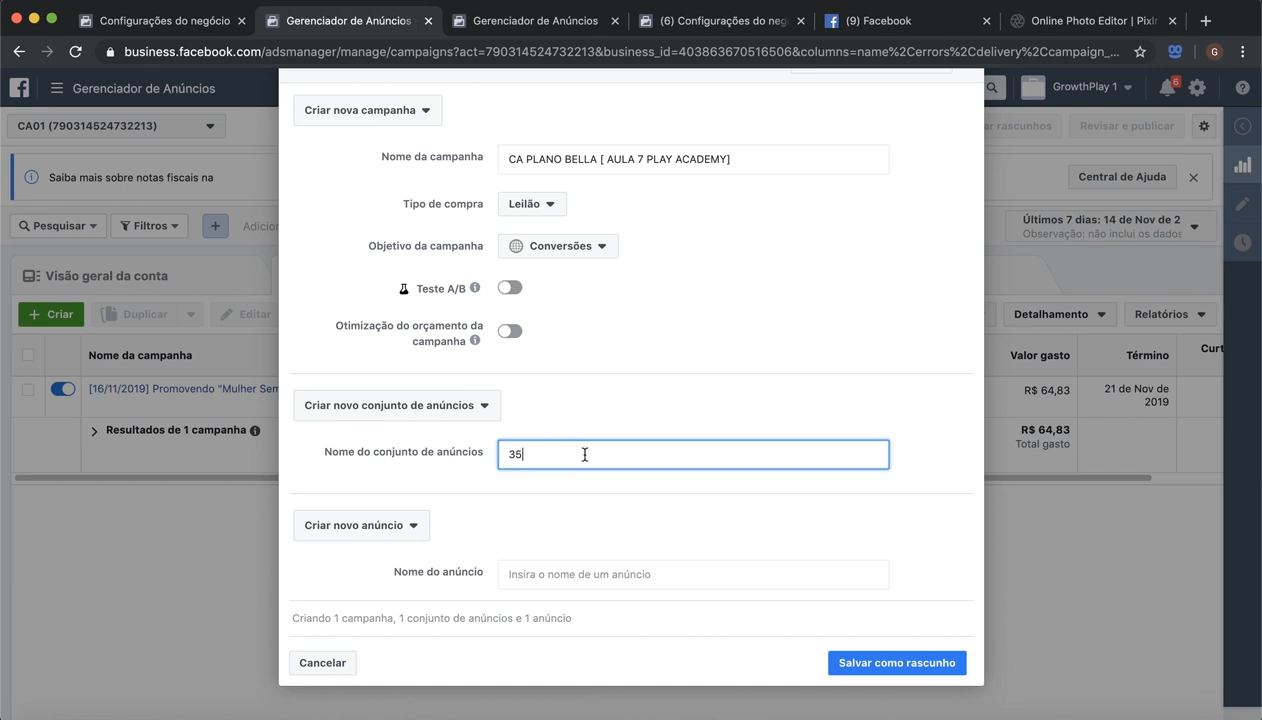 Configurações do negócio
Gerenciador de Anúncios
Gerenciador de Anúncios
(6) Configurações do neg
(9) Facebook
Online Photo Editor | Pixlr
business.facebook.com/adsmanager/manage/campaigns?act=790314524732213&business_id=403863670516506&columns=name%2Cerrors%2Cdelivery%2Ccampaign_...
G
Gerenciador de Anúncios
GrowthPlay 1
6
CA01 (790314524732213)
ar rascunhos
Revisar e publicar
Saiba mais sobre notas fiscais na
Central de Ajuda
Pesquisar
Filtros
Adicion
Últimos 7 dias: 14 de Nov de 2
Observação: não inclui os dados
Visão geral da conta
Criar
Duplicar
Editar
Detalhamento
Relatórios
Nome da campanha
Valor gasto
Término
Curt
[16/11/2019] Promovendo "Mulher Sem
R$ 64,83
21 de Nov de
2019
Resultados de 1 campanha
R$ 64,83
Total gasto
Criar nova campanha
Nome da campanha
CA PLANO BELLA [ AULA 7 PLAY ACADEMY]
Tipo de compra
Leilão
Objetivo da campanha
Conversões
Teste A/B
Otimização do orçamento da
campanha
Criar novo conjunto de anúncios
Nome do conjunto de anúncios
35
Criar novo anúncio
Nome do anúncio
Insira o nome de um anúncio
Criando 1 campanha, 1 conjunto de anúncios e 1 anúncio
Cancelar
Salvar como rascunho